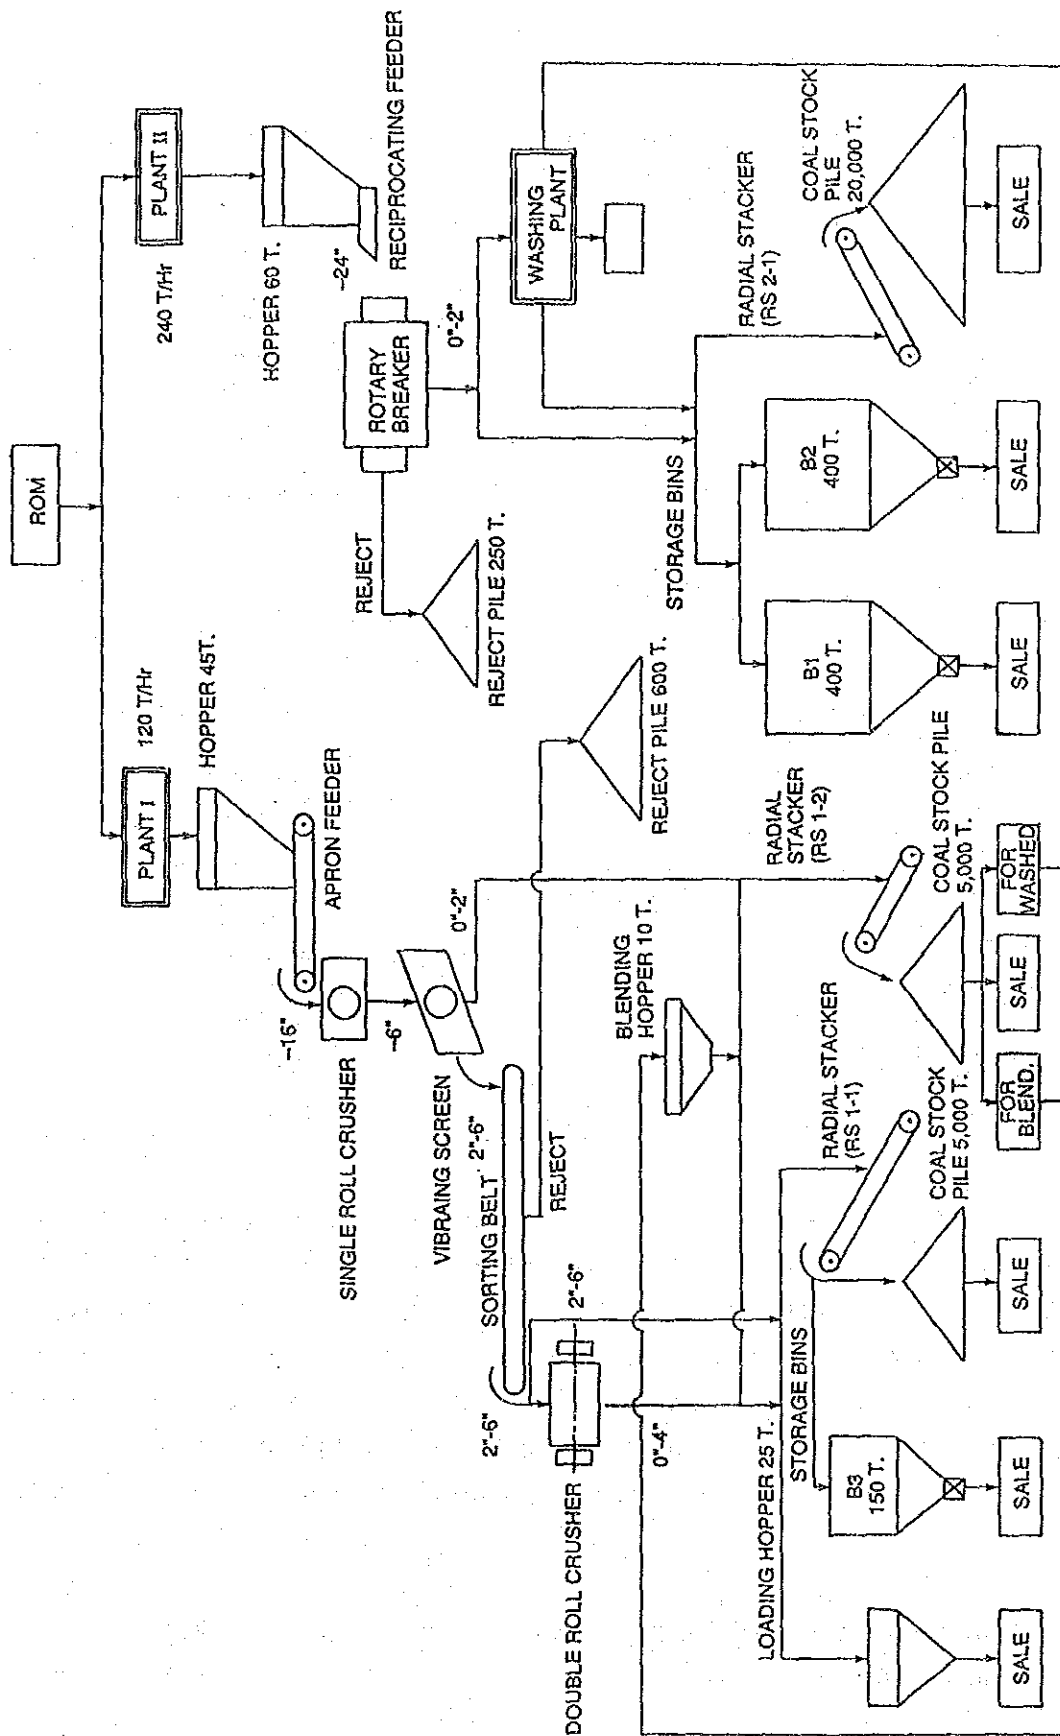 ROM
PLANT I
120 T/Hr
HOPPER 45T.
APRON FEEDER
-16"
SINGLE ROLL CRUSHER
-6"
VIBRAING SCREEN
0"-2"
2"-6"
SORTING BELT
REJECT
REJECT PILE 600 T.
2"-6"
2"-6"
DOUBLE ROLL CRUSHER
0"-4"
BLENDING
HOPPER 10 T.
RADIAL
STACKER
(RS 1-2)
COAL STOCK PILE
5,000 T.
FOR
WASHED
SALE
FOR
BLEND.
RADIAL STACKER
(RS 1-1)
COAL STOCK
PILE 5,000 T.
SALE
STORAGE BINS
B3
150 T.
SALE
LOADING HOPPER 25 T.
SALE
PLANT II
240 T/Hr
HOPPER 60 T.
-24"
RECIPROCATING FEEDER
ROTARY
BREAKER
REJECT
REJECT PILE 250 T.
0"-2"
WASHING
PLANT
STORAGE BINS
RADIAL STACKER
(RS 2-1)
COAL STOCK
PILE
20,000 T.
SALE
B2
400 T.
SALE
B1
400 T.
SALE